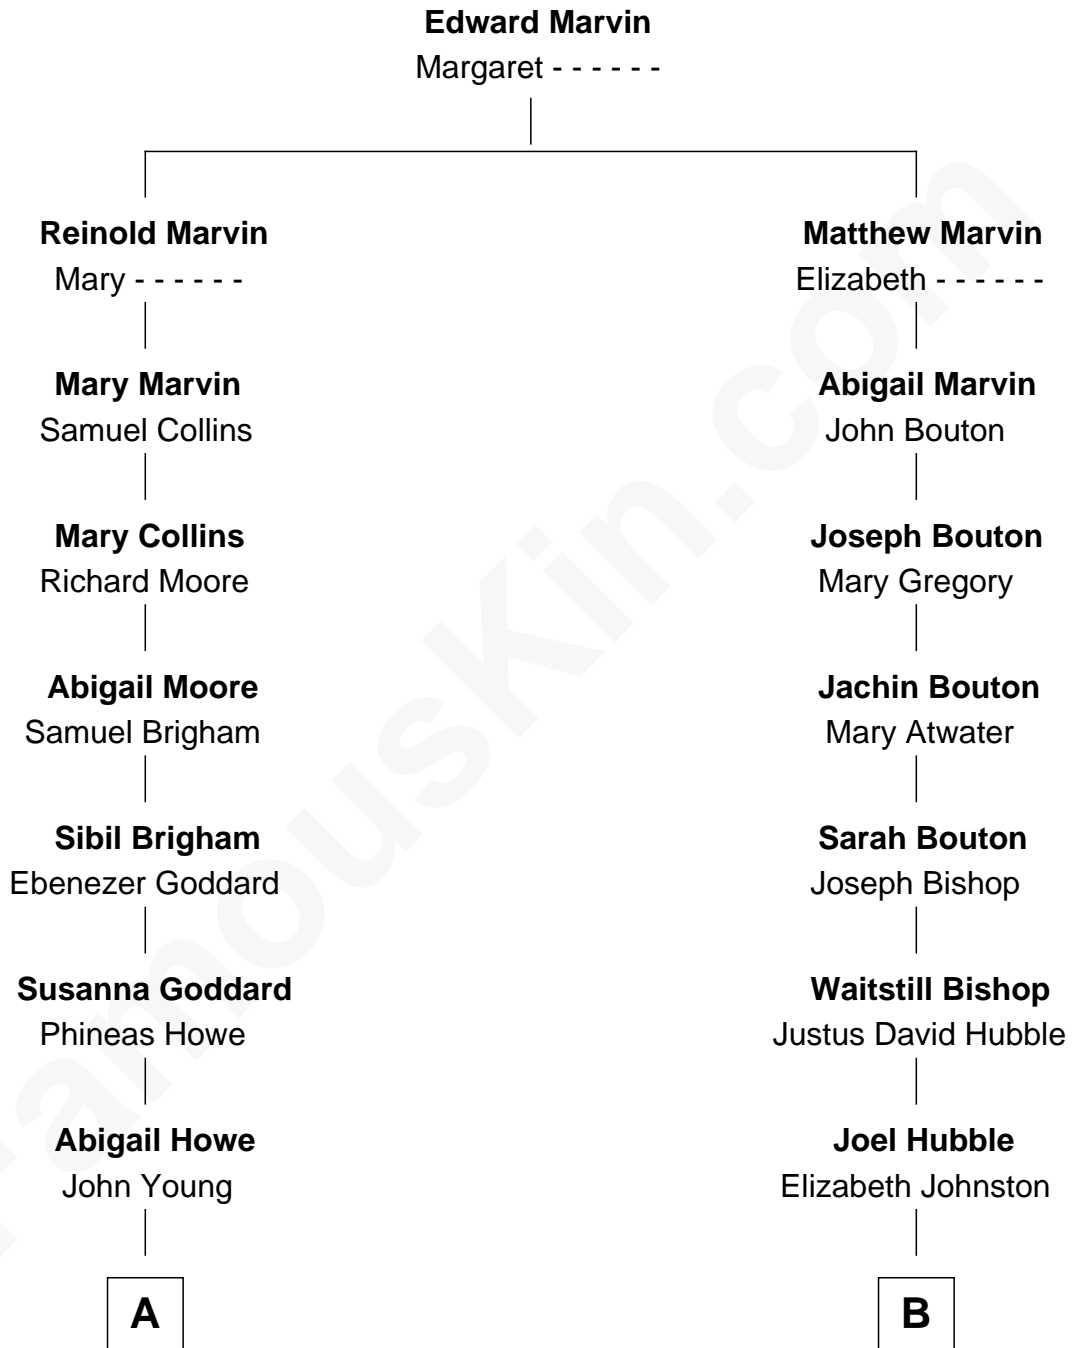 Edward Marvin
Margaret - - - - - -
Reinold Marvin
Mary - - - - - -
Matthew Marvin
Elizabeth - - - - - -
Mary Marvin
Samuel Collins
Abigail Marvin
John Bouton
Mary Collins
Richard Moore
Joseph Bouton
Mary Gregory
Abigail Moore
Samuel Brigham
Jachin Bouton
Mary Atwater
Sibil Brigham
Ebenezer Goddard
Sarah Bouton
Joseph Bishop
Susanna Goddard
Phineas Howe
Waitstill Bishop
Justus David Hubble
Abigail Howe
John Young
Joel Hubble
Elizabeth Johnston
A
B
FamousKin.com